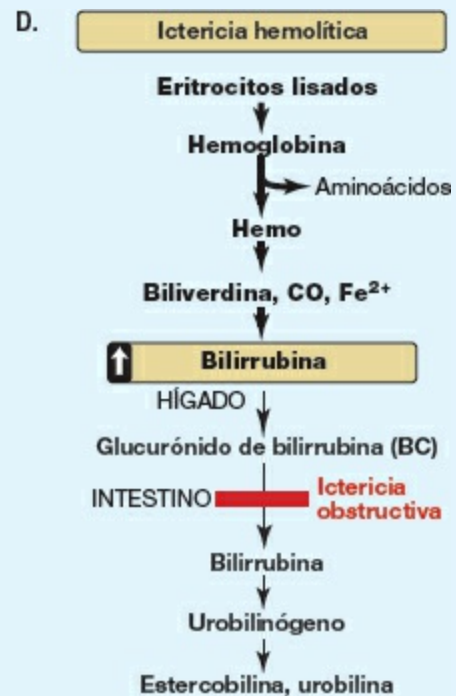 D.
Ictericia hemolítica
Eritrocitos lisados
Hemoglobina
Aminoácidos
Hemo
Biliverdina, CO, Fe²⁺
Bilirrubina
HÍGADO
Glucurónido de bilirrubina (BC)
INTESTINO
Ictericia
obstructiva
Bilirrubina
Urobilinógeno
Estercobilina, urobilina